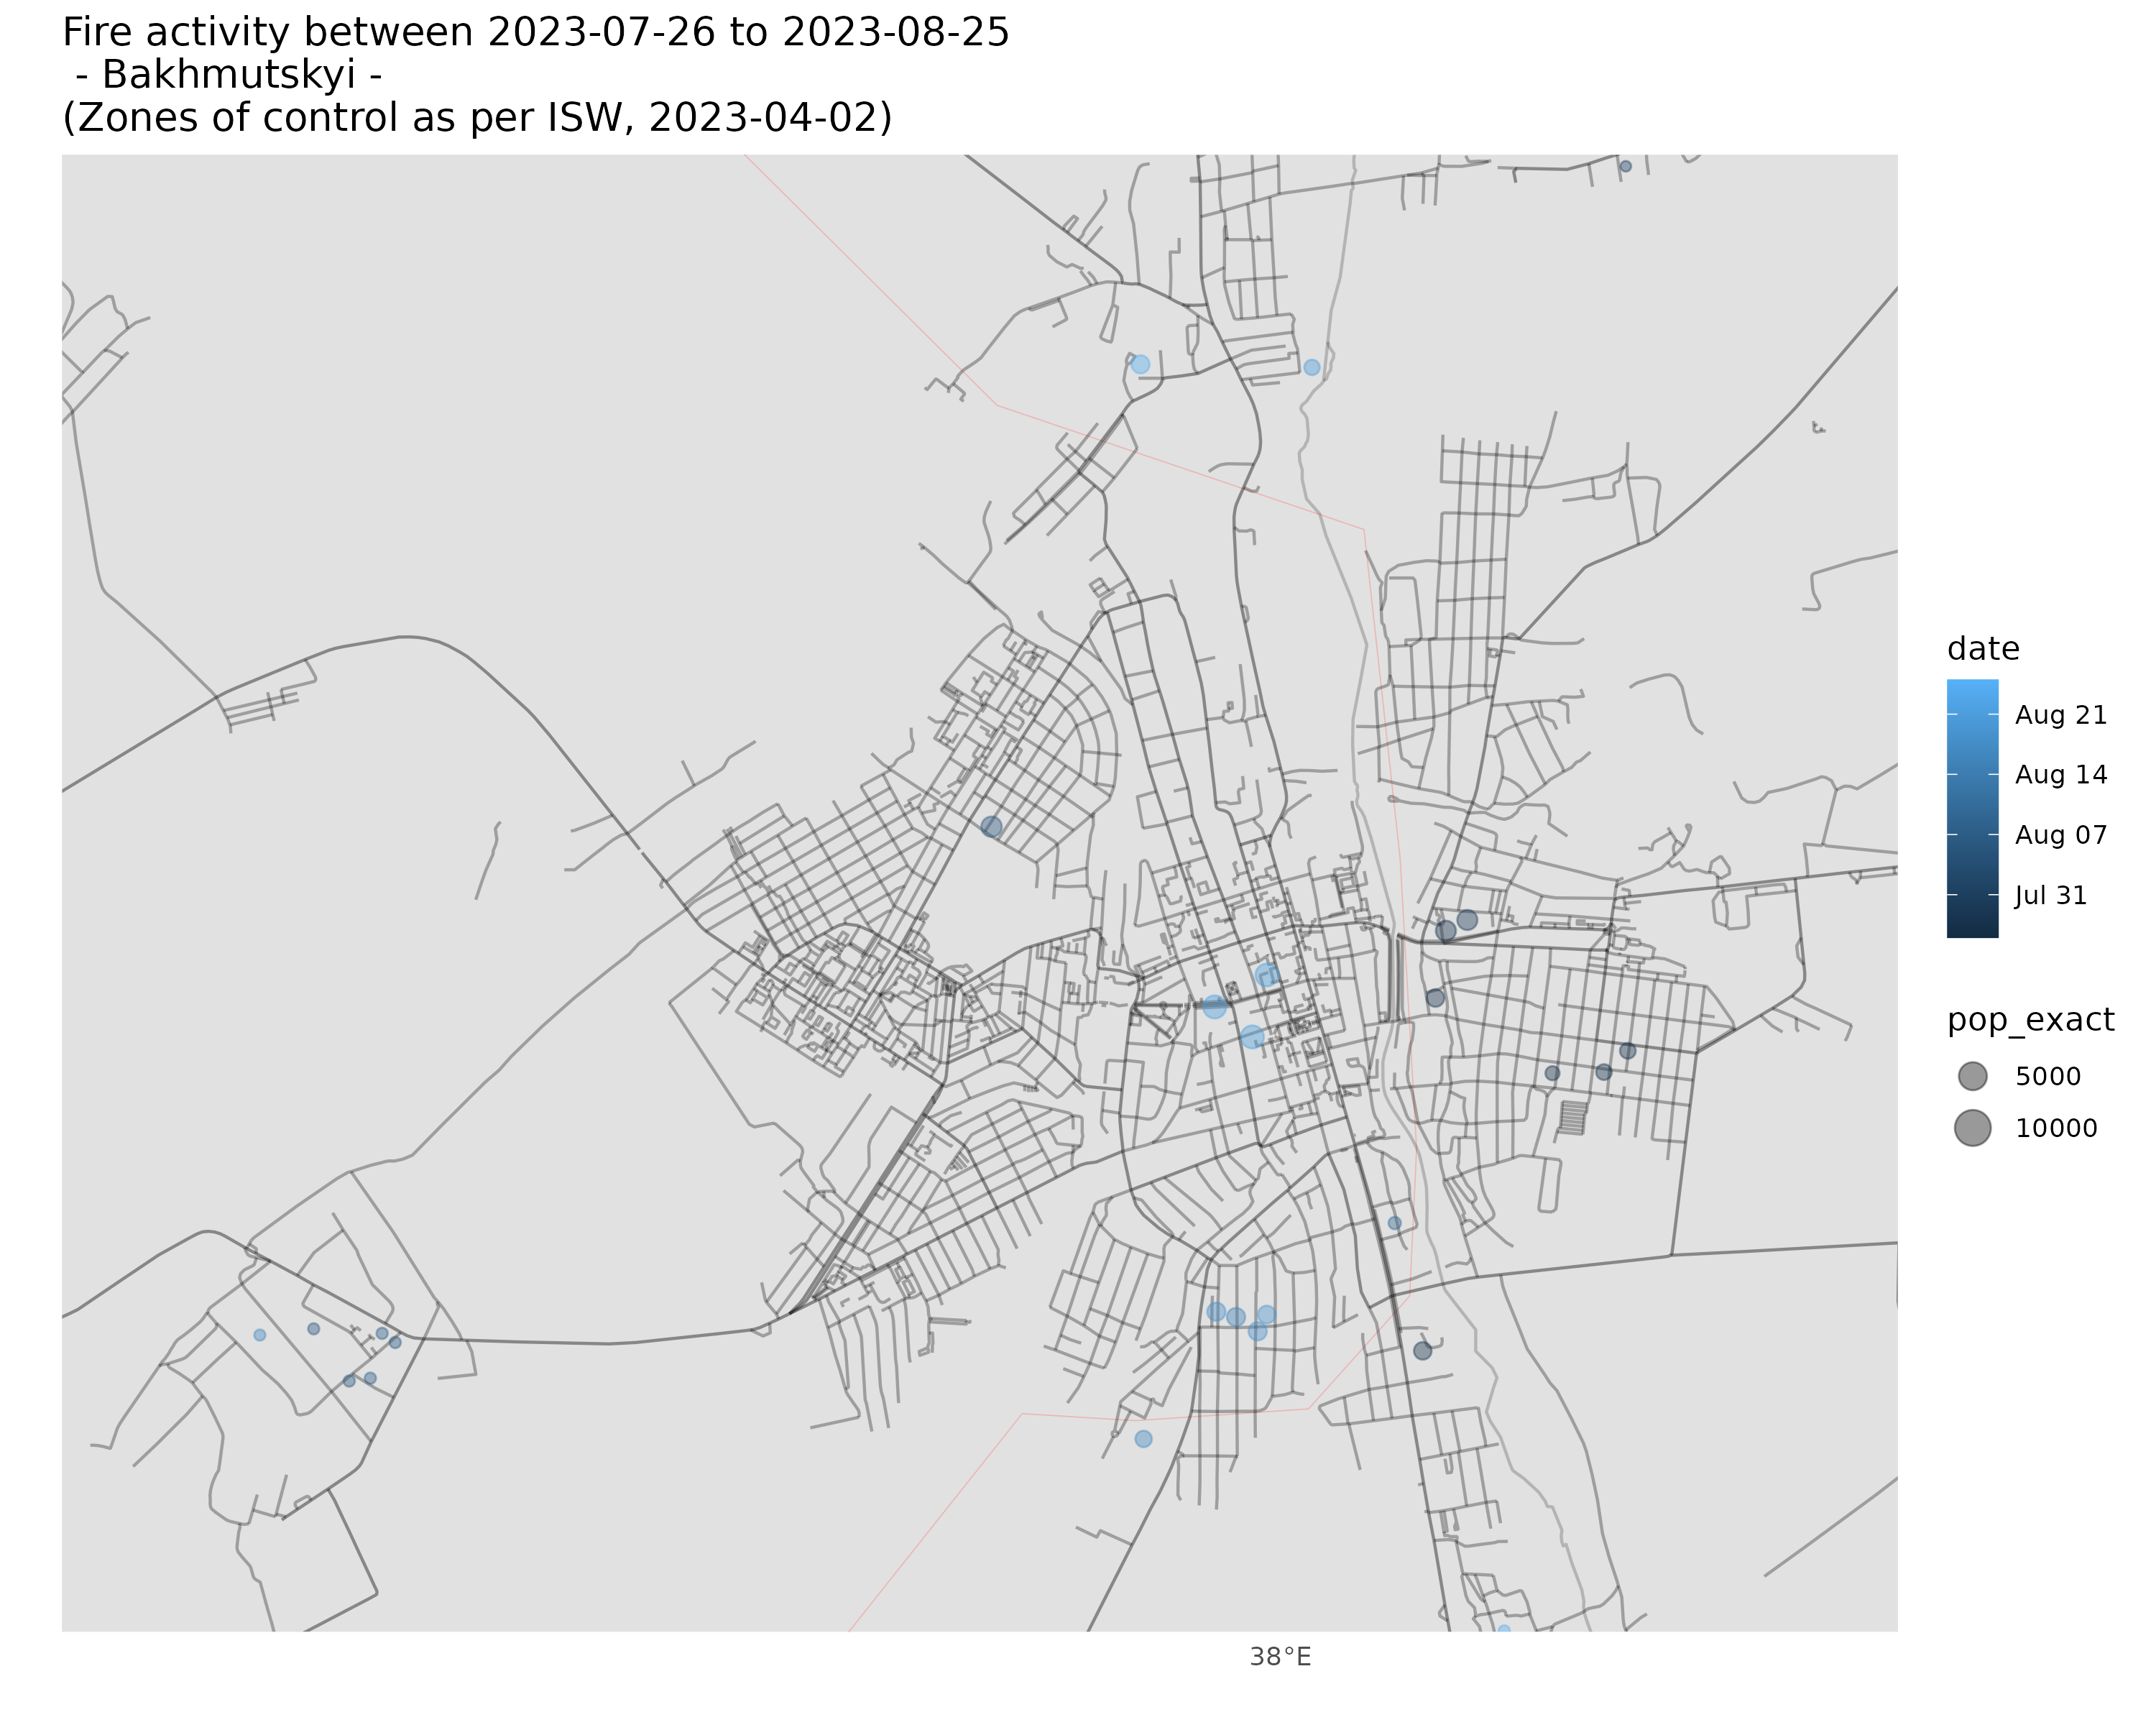 Fire activity between 2023-07-26 to 2023-08-25
- Bakhmutskyi -
(Zones of control as per ISW, 2023-04-02)
date
Aug 21
Aug 14
Aug 07
Jul 31
pop_exact
5000
10000
38°E